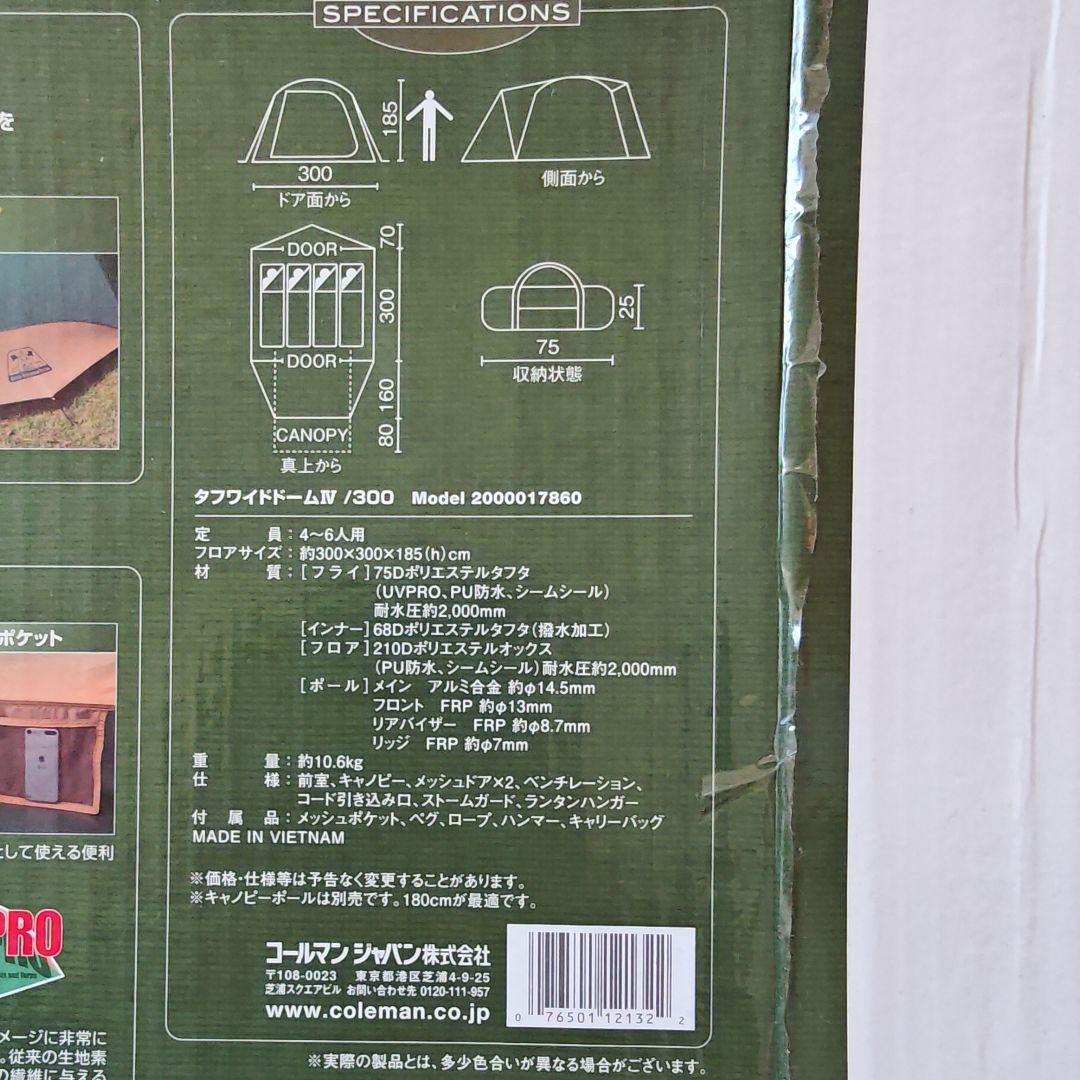 を
ポケット
として使える便利
PRO
メージに非常に
。従来の生地素
の繊維に与える
SPECIFICATIONS
185
300
ドア面から
側面から
70
DOOR
300
DOOR
160
CANOPY
80
真上から
25
75
収納状態
タフワイドドームⅣ /300 Model 2000017860
定 員：4〜6人用
フロアサイズ：約300×300×185(h)cm
材 質：[フライ]75Dポリエステルタフタ
(UVPRO、PU防水、シームシール)
耐水圧約2,000mm
[インナー]68Dポリエステルタフタ(撥水加工)
[フロア]210Dポリエステルオックス
(PU防水、シームシール)耐水圧約2,000mm
[ポール]メイン アルミ合金 約φ14.5mm
フロント FRP 約φ13mm
リアバイザー FRP 約φ8.7mm
リッジ FRP 約φ7mm
重 量：約10.6kg
仕 様：前室、キャノピー、メッシュドア×2、ベンチレーション、
コード引き込み口、ストームガード、ランタンハンガー
付 属 品：メッシュポケット、ペグ、ロープ、ハンマー、キャリーバッグ
MADE IN VIETNAM
※価格・仕様等は予告なく変更することがあります。
※キャノピーポールは別売です。180cmが最適です。
コールマン ジャパン株式会社
〒108-0023 東京都港区芝浦4-9-25
芝浦スクエアビル お問い合わせ先 0120-111-957
www.coleman.co.jp
0 76501 12132 2
※実際の製品とは、多少色合いが異なる場合がございます。